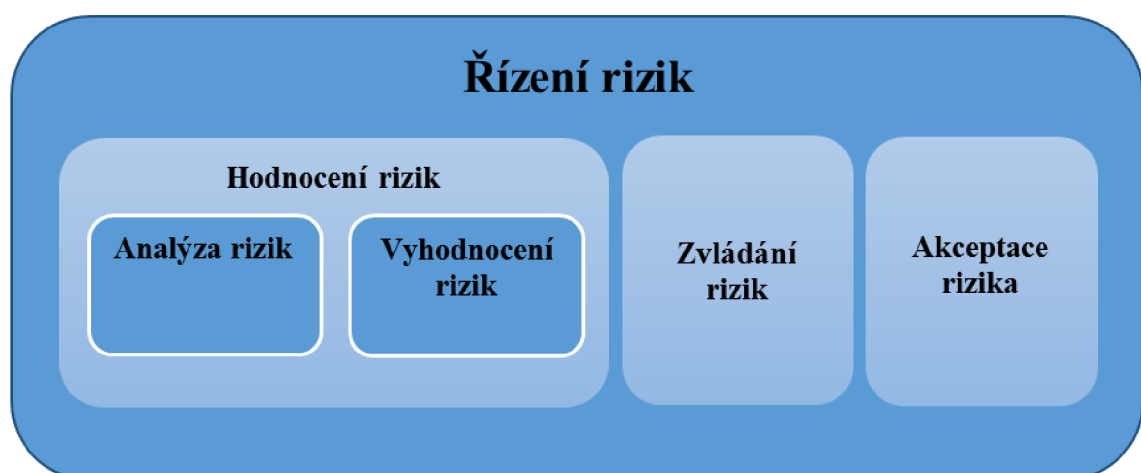 Řízení rizik
Hodnocení rizik
Analýza rizik
Vyhodnocení
rizik
Zvládání
rizik
Akceptace
rizika